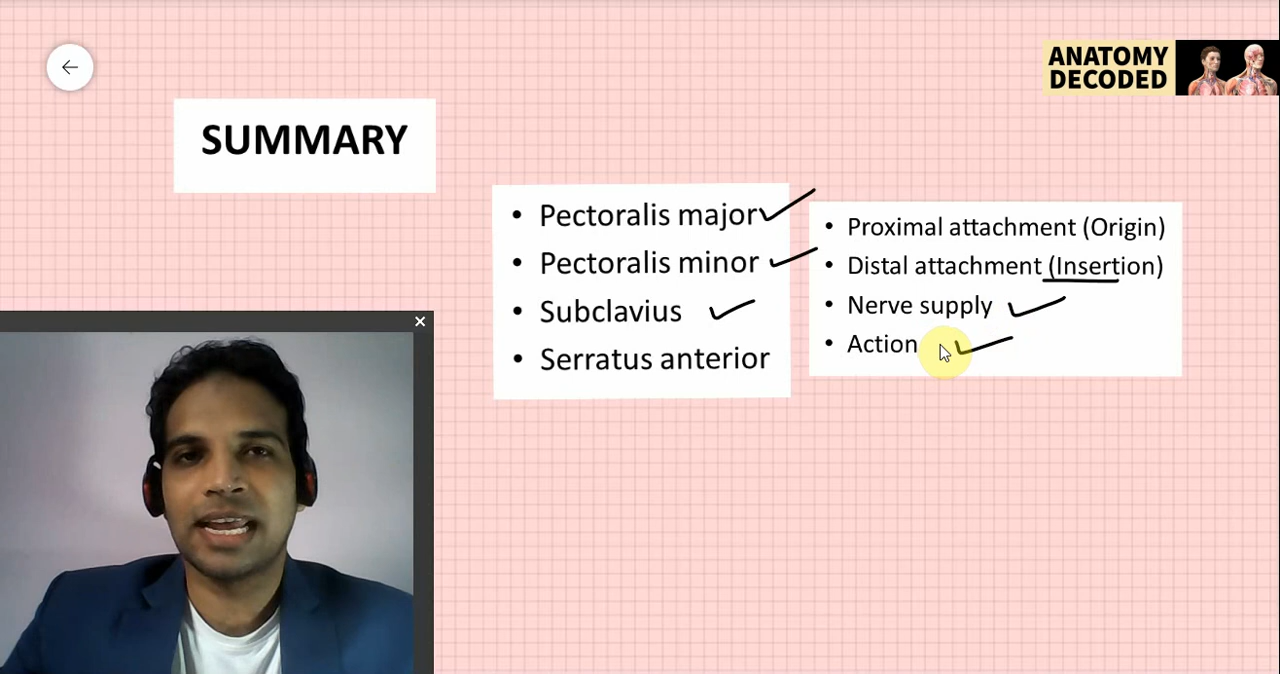 ANATOMY
DECODED
SUMMARY
• Pectoralis major
• Pectoralis minor
• Subclavius
• Serratus anterior
• Proximal attachment (Origin)
• Distal attachment (Insertion)
• Nerve supply
• Action